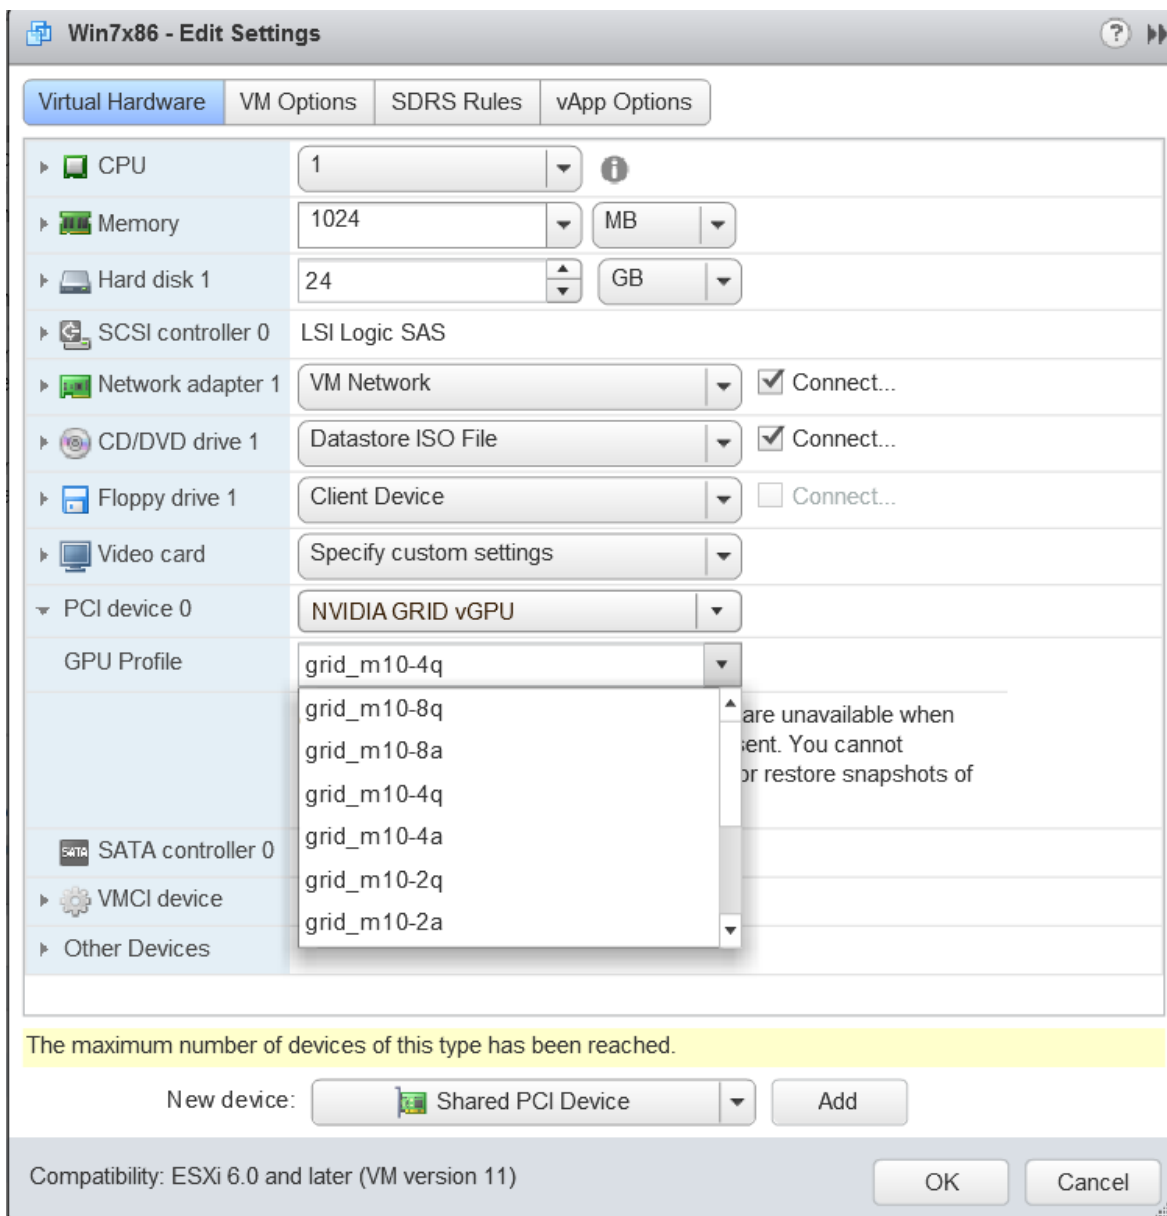 Win7x86 - Edit Settings
?
Virtual Hardware VM Options SDRS Rules vApp Options
CPU 1
Memory 1024 MB
Hard disk 1 24 GB
SCSI controller 0 LSI Logic SAS
Network adapter 1 VM Network Connect...
CD/DVD drive 1 Datastore ISO File Connect...
Floppy drive 1 Client Device Connect...
Video card Specify custom settings
PCI device 0 NVIDIA GRID vGPU
GPU Profile grid_m10-4q
grid_m10-8q
are unavailable when
grid_m10-8a
sent. You cannot
or restore snapshots of
grid_m10-4q
grid_m10-4a
SATA SATA controller 0
grid_m10-2q
VMCI device
grid_m10-2a
Other Devices
The maximum number of devices of this type has been reached.
New device: Shared PCI Device Add
Compatibility: ESXi 6.0 and later (VM version 11) OK Cancel